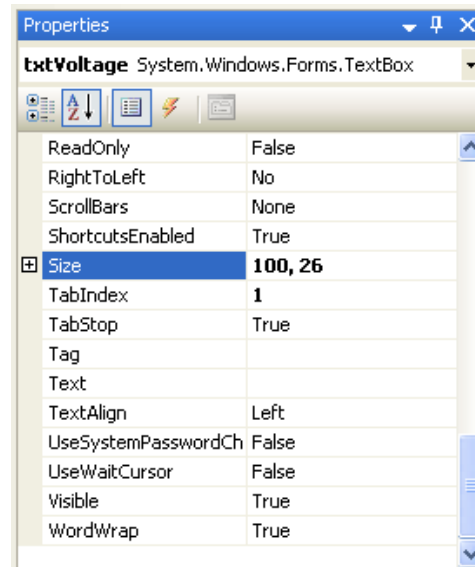 Properties
txtVoltage System.Windows.Forms.TextBox
ReadOnly False
RightToLeft No
ScrollBars None
ShortcutsEnabled True
Size 100, 26
TabIndex 1
TabStop True
Tag
Text
TextAlign Left
UseSystemPasswordCh False
UseWaitCursor False
Visible True
WordWrap True